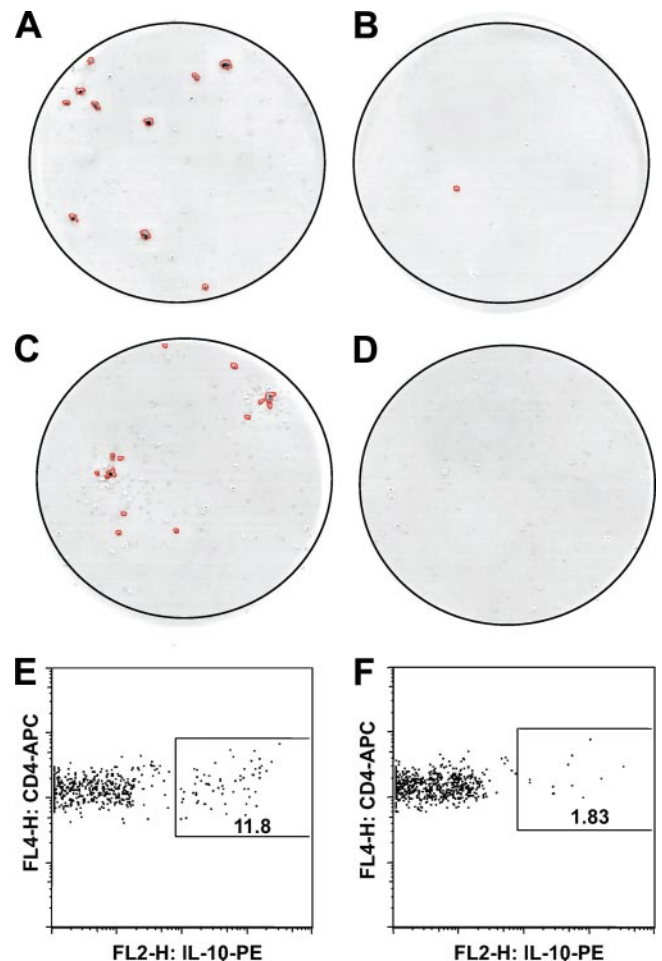 A
B
C
D
E
F
FL4-H: CD4-APC
11.8
FL2-H: IL-10-PE
FL4-H: CD4-APC
1.83
FL2-H: IL-10-PE